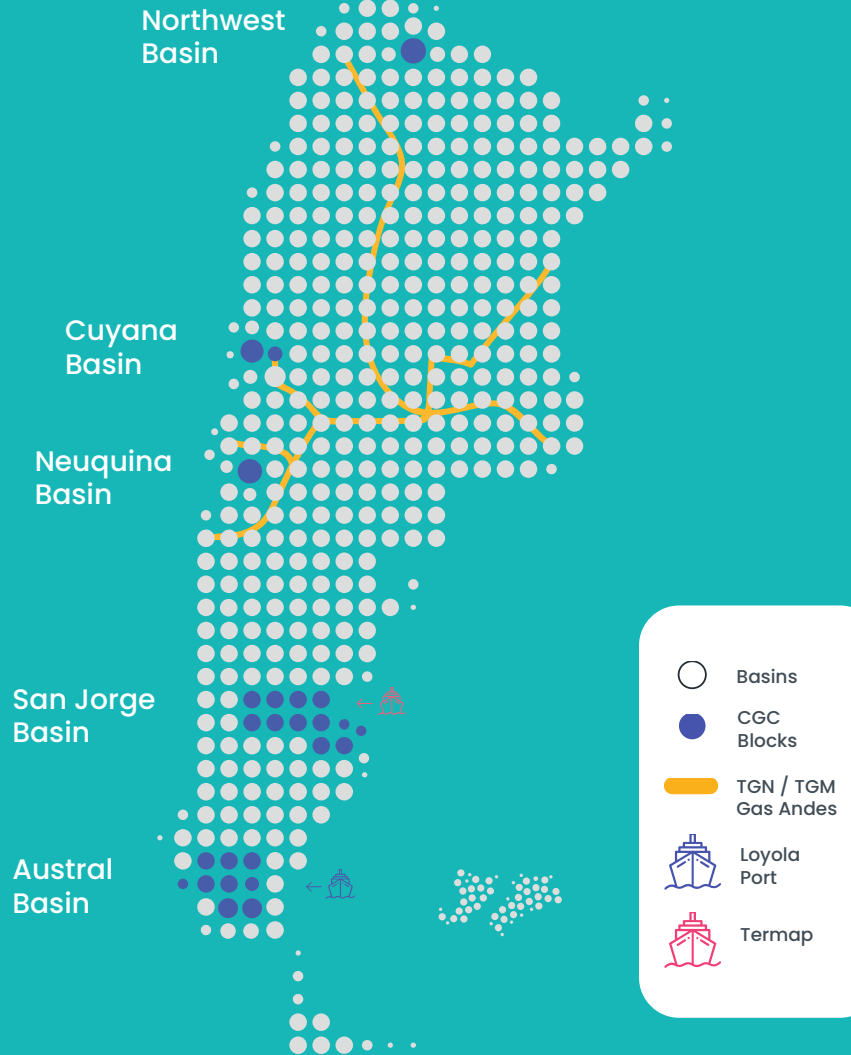 Northwest
Basin
Cuyana
Basin
Neuquina
Basin
San Jorge
Basin
Austral
Basin
Basins
CGC
Blocks
TGN / TGM
Gas Andes
Loyola
Port
Termap